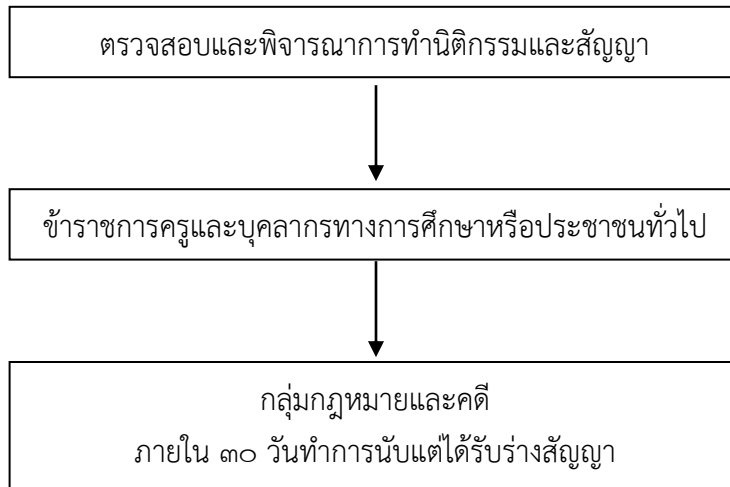 ตรวจสอบและพิจารณาการทำนิติกรรมและสัญญา
ข้าราชการครูและบุคลากรทางการศึกษาหรือประชาชนทั่วไป
กลุ่มกฎหมายและคดี
ภายใน ๓๐ วันทำการนับแต่ได้รับร่างสัญญา